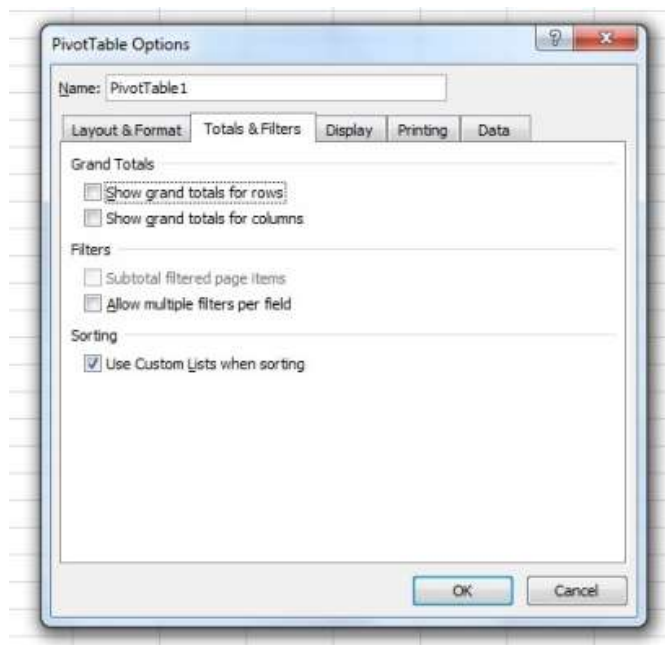 PivotTable Options
Name: PivotTable1
Layout & Format Totals & Filters Display Printing Data
Grand Totals
Show grand totals for rows
Show grand totals for columns
Filters
Subtotal filtered page items
Allow multiple filters per field
Sorting
Use Custom Lists when sorting
OK Cancel